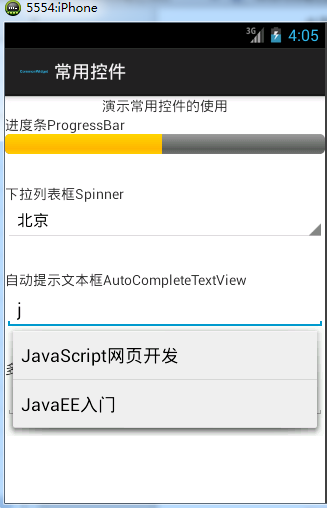 5554:iPhone
3G 4:05
常用控件
演示常用控件的使用
进度条ProgressBar
下拉列表框Spinner
北京
自动提示文本框AutoCompleteTextView
j
JavaScript网页开发
JavaEE入门